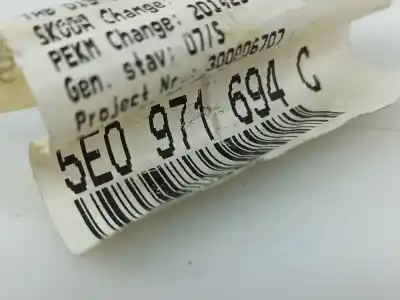 SKODA Change:
PEKM Change:
Gen. stav: 07/S
Project Nr.: 300006707
5E0 971 694 C